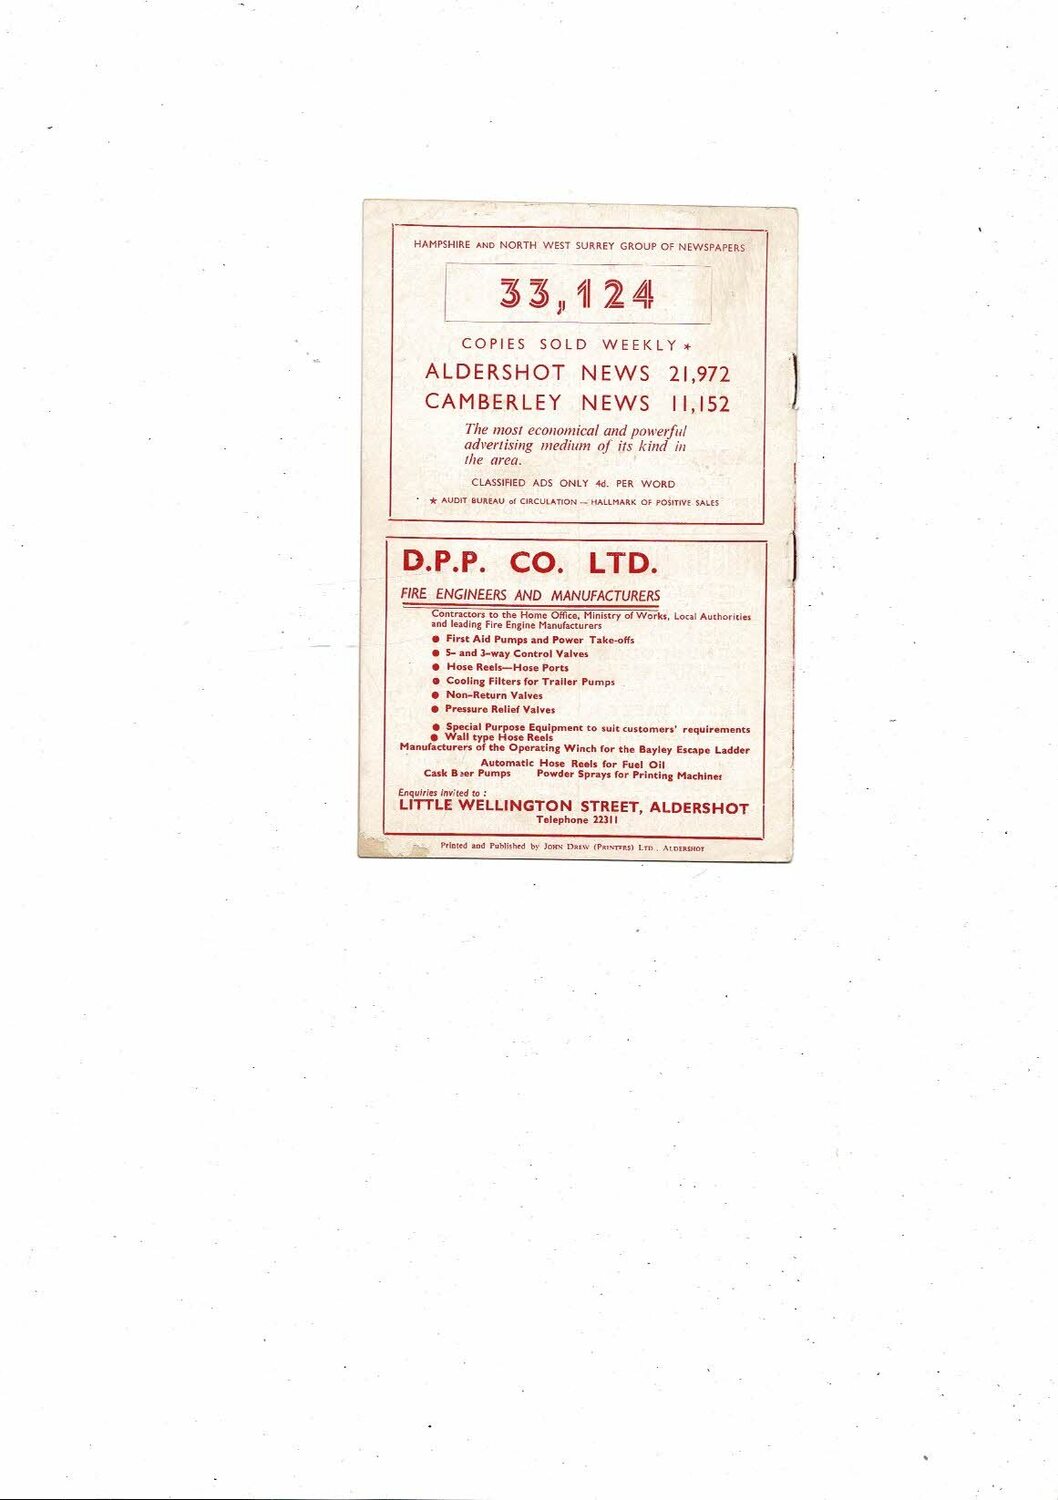 HAMPSHIRE AND NORTH WEST SURREY GROUP OF NEWSPAPERS
33,124
COPIES SOLD WEEKLY *
ALDERSHOT NEWS 21,972
CAMBERLEY NEWS 11,152
The most economical and powerful
advertising medium of its kind in
the area.
CLASSIFIED ADS ONLY 4d. PER WORD
* AUDIT BUREAU of CIRCULATION — HALLMARK OF POSITIVE SALES
D.P.P. CO. LTD.
FIRE ENGINEERS AND MANUFACTURERS
Contractors to the Home Office, Ministry of Works, Local Authorities
and leading Fire Engine Manufacturers
● First Aid Pumps and Power Take-offs
● 5- and 3-way Control Valves
● Hose Reels—Hose Ports
● Cooling Filters for Trailer Pumps
● Non-Return Valves
● Pressure Relief Valves
● Special Purpose Equipment to suit customers' requirements
● Wall type Hose Reels
Manufacturers of the Operating Winch for the Bayley Escape Ladder
Automatic Hose Reels for Fuel Oil
Cask Beer Pumps Powder Sprays for Printing Machines
Enquiries invited to :
LITTLE WELLINGTON STREET, ALDERSHOT
Telephone 22311
Printed and Published by JOHN DREW (PRINTERS) LTD., ALDERSHOT